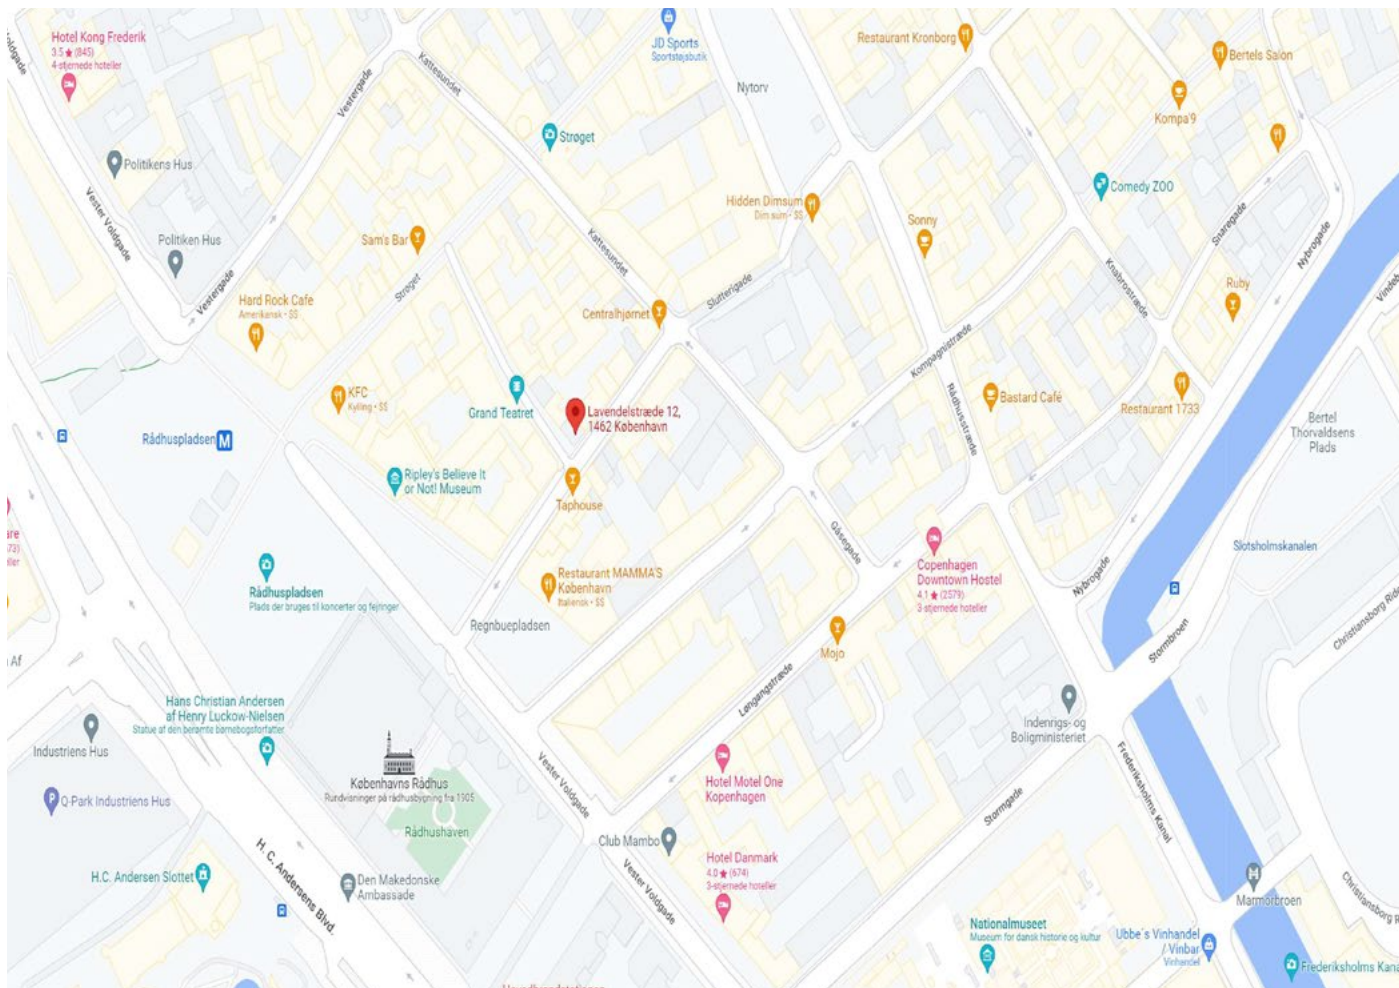 Hotel Kong Frederik
3.5 ★ (845)
4-stjernede hoteller
Voldgade
Vestergade
Kattesundet
JD Sports
Sportstøjsbutik
Nytorv
Restaurant Kronborg
Bertels Salon
Kompa'9
Strøget
Politikens Hus
Vester Voldgade
Comedy ZOO
Hidden Dimsum
Dim sum • $$
Sonny
Snaregade
Nybrogade
Politiken Hus
Sam's Bar
Kattesundet
Knabrostræde
Strøget
Slutterigade
Ruby
Vestergade
Hard Rock Cafe
Amerikansk • $$
Centralhjørnet
Kompagnistræde
KFC
Kylling • $$
Grand Teatret
Lavendelstræde 12,
1462 København
Rådhusstræde
Bastard Café
Restaurant 1733
Bertel
Thorvaldsens
Plads
Rådhuspladsen
M
Ripley's Believe It
or Not! Museum
Taphouse
Gåsegade
Slotsholmskanalen
Copenhagen
Downtown Hostel
4.1 ★ (2579)
3-stjernede hoteller
Nybrogade
Restaurant MAMMA'S
København
Italiensk • $$
Rådhuspladsen
Plads der bruges til koncerter og fejringer
Regnbuepladsen
Mojo
Stormbroen
Christiansborg
Af
Hans Christian Andersen
af Henry Luckow-Nielsen
Statue af den berømte børnebogsforfatter
Løngangstræde
Indenrigs- og
Boligministeriet
Industriens Hus
Københavns Rådhus
Rundvisninger på rådhusbygning fra 1905
Vester Voldgade
Hotel Motel One
Kopenhagen
Frederiksholms Kanal
Stormgade
Q-Park Industriens Hus
Rådhushaven
Club Mambo
Hotel Danmark
4.0 ★ (674)
3-stjernede hoteller
H.C. Andersen Slottet
H. C. Andersens Blvd.
Den Makedonske
Ambassade
Vester Voldgade
Marmorbroen
Christiansborg
Nationalmuseet
Museum for dansk historie og kultur
Ubbe´s Vinhandel
/ Vinbar
Vinhandel
Frederiksholms Kana